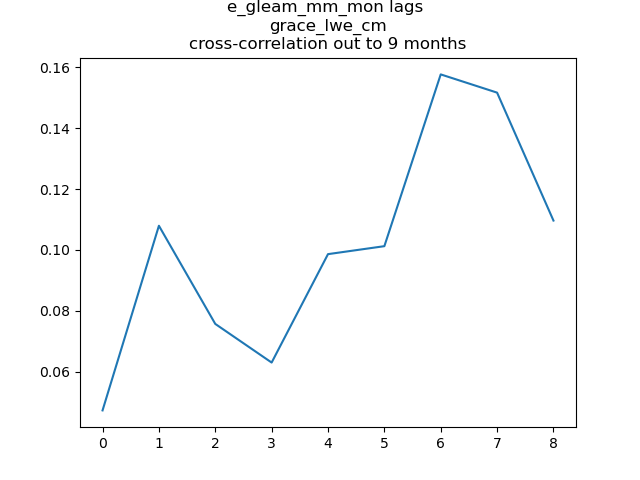 e_gleam_mm_mon lags
grace_lwe_cm
cross-correlation out to 9 months
0.16
0.14
0.12
0.10
0.08
0.06
0 1 2 3 4 5 6 7 8